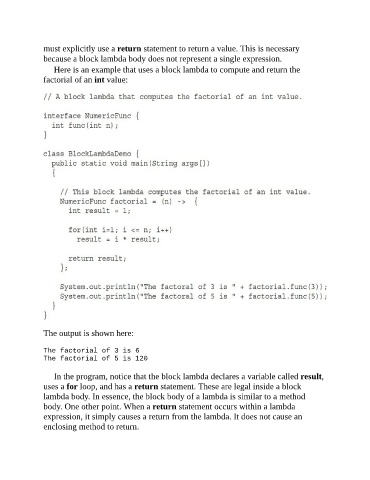 must explicitly use a return statement to return a value. This is necessary
because a block lambda body does not represent a single expression.
Here is an example that uses a block lambda to compute and return the
factorial of an int value:
// A block lambda that computes the factorial of an int value.
interface NumericFunc {
int func(int n);
}
class BlockLambdaDemo {
public static void main(String args[])
{
// This block lambda computes the factorial of an int value.
NumericFunc factorial = (n) -> {
int result = 1;
for(int i=1; i <= n; i++)
result = i * result;
return result;
};
System.out.println("The factoral of 3 is " + factorial.func(3));
System.out.println("The factoral of 5 is " + factorial.func(5));
}
}
The output is shown here:
The factorial of 3 is 6
The factorial of 5 is 120
In the program, notice that the block lambda declares a variable called result,
uses a for loop, and has a return statement. These are legal inside a block
lambda body. In essence, the block body of a lambda is similar to a method
body. One other point. When a return statement occurs within a lambda
expression, it simply causes a return from the lambda. It does not cause an
enclosing method to return.